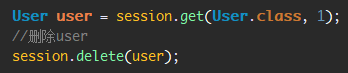 User user = session.get(User.class, 1);
//删除user
session.delete(user);